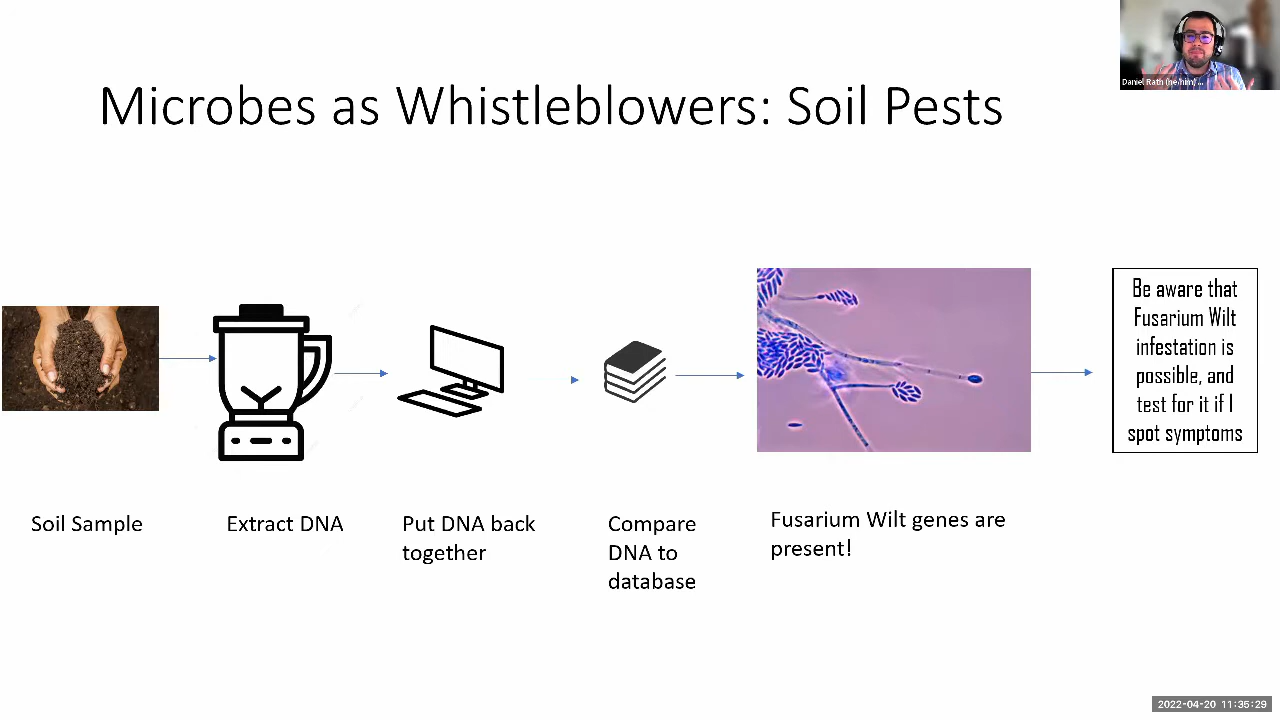 Microbes as Whistleblowers: Soil Pests
Daniel Rath (he/him) ...
Be aware that
Fusarium Wilt
infestation is
possible, and
test for it if I
spot symptoms
Soil Sample
Extract DNA
Put DNA back
together
Compare
DNA to
database
Fusarium Wilt genes are
present!
2022-04-20 11:35:29